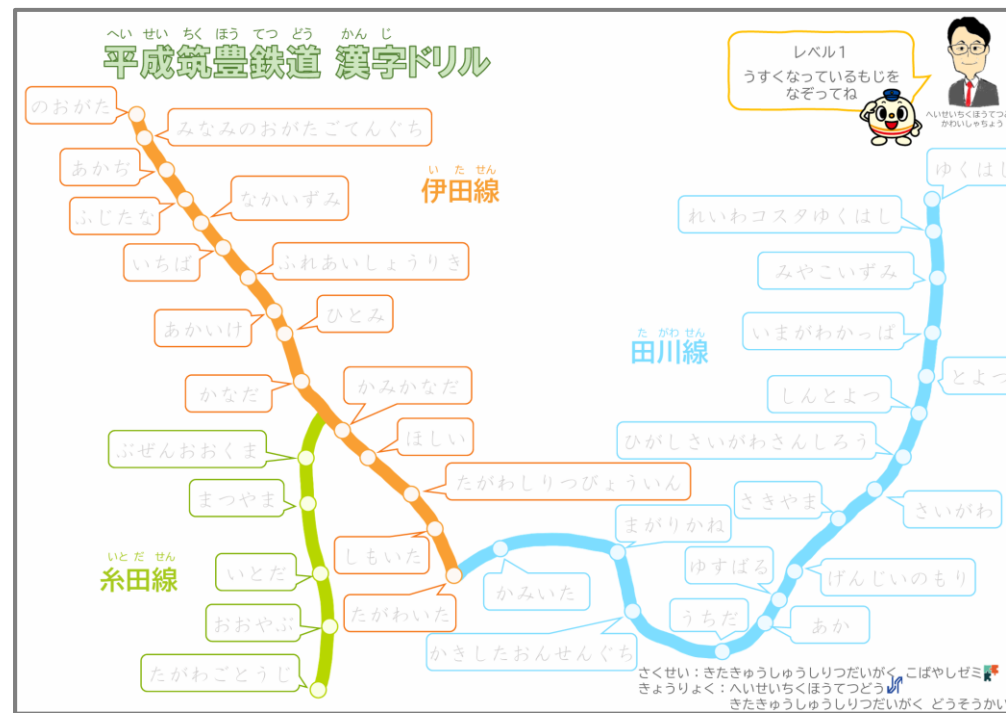 へいせいちくほうてつどう かんじ
平成筑豊鉄道 漢字ドリル
レベル1
うすくなっているもじを
なぞってね
へいせいちくほうてつど
かわいしゃちょう
のおがた
みなみのおがたごてんぐち
あかぢ
ふじたな
なかいずみ
いちば
ふれあいしょうりき
あかいけ
ひとみ
かなだ
かみかなだ
ほしい
たがわしりつびょういん
しもいた
たがわいた
いたせん
伊田線
ぶぜんおおくま
まつやま
いとだ
おおやぶ
たがわごとうじ
いとだせん
糸田線
ゆくはし
れいわコスタゆくはし
みやこいずみ
いまがわかっぱ
とよつ
しんとよつ
ひがしさいがわさんしろう
さいがわ
さきやま
げんじいのもり
ゆすばる
あか
うちだ
かきしたおんせんぐち
まがりかね
かみいた
たがわせん
田川線
さくせい：きたきゅうしゅうしりつだいがく こばやしゼミ
きょうりょく：へいせいちくほうてつどう
きたきゅうしゅうしりつだいがく どうそうかい